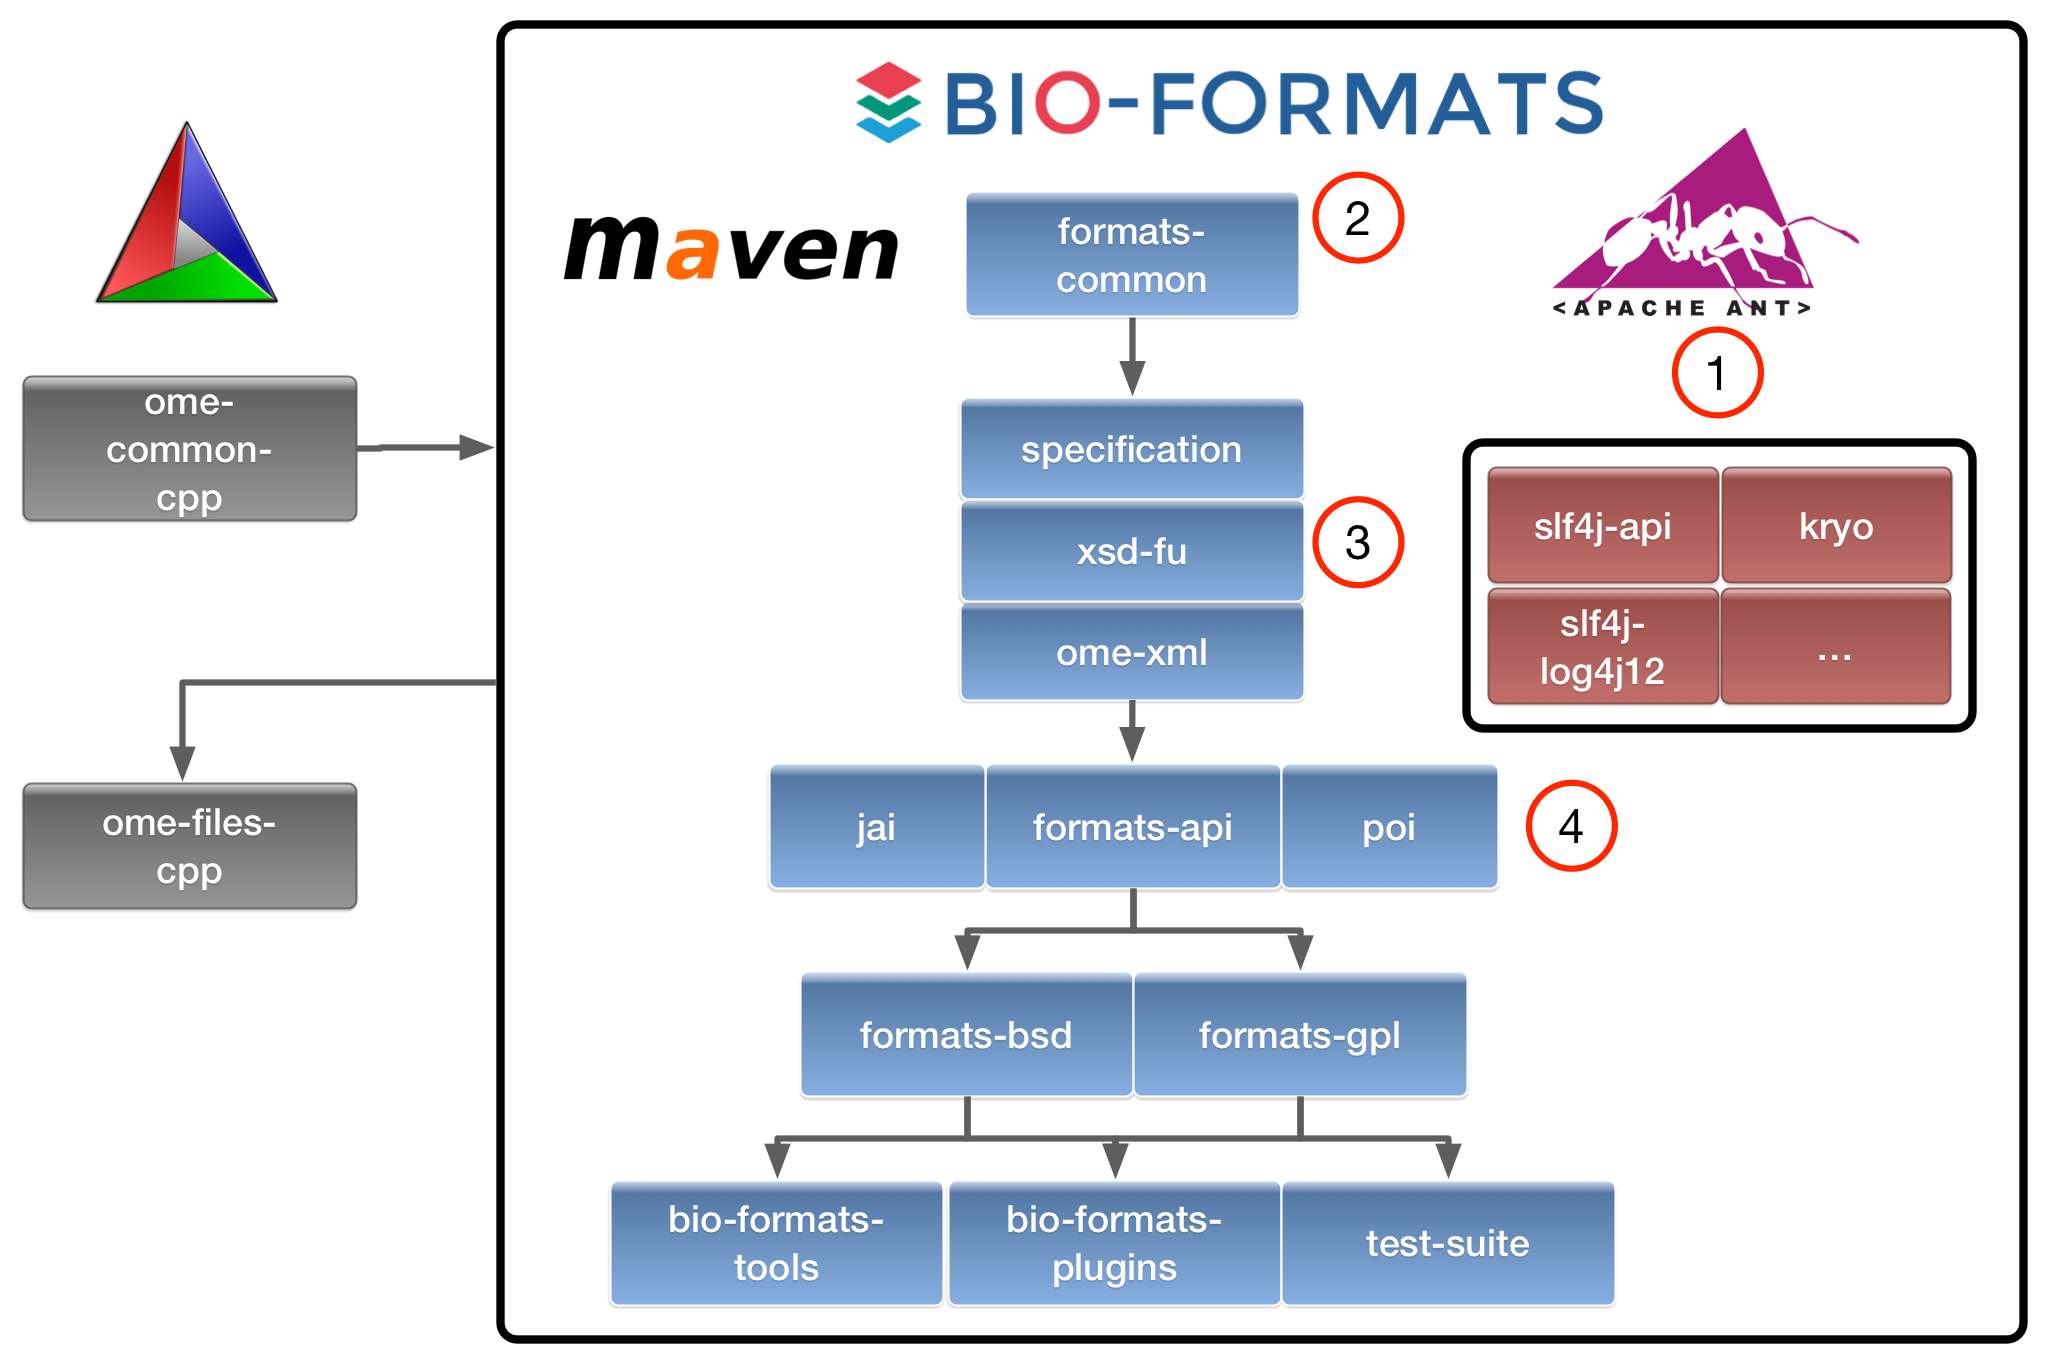 BIO-FORMATS
maven
<APACHE ANT>
1
2
formats-
common
ome-
common-
cpp
specification
xsd-fu
ome-xml
3
slf4j-api
kryo
slf4j-
log4j12
...
ome-files-
cpp
jai
formats-api
poi
4
formats-bsd
formats-gpl
bio-formats-
tools
bio-formats-
plugins
test-suite